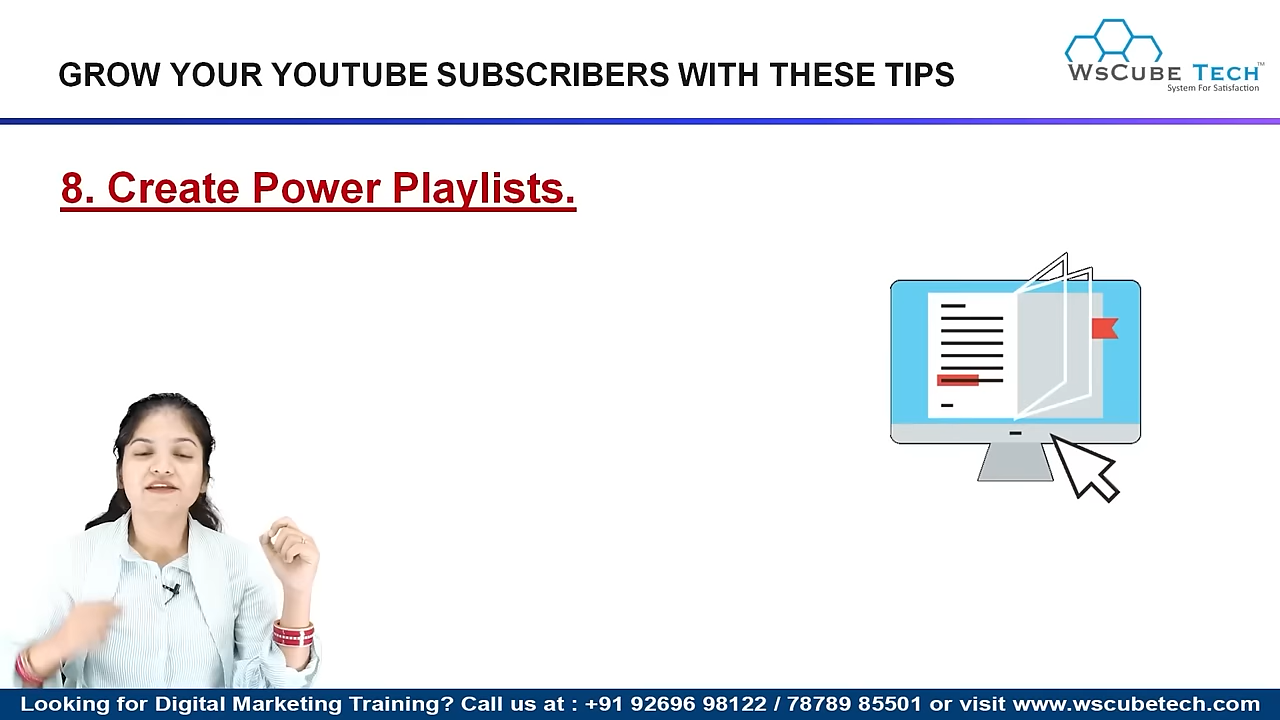 GROW YOUR YOUTUBE SUBSCRIBERS WITH THESE TIPS
WsCube Tech™
System For Satisfaction
8. Create Power Playlists.
Looking for Digital Marketing Training? Call us at : +91 92696 98122 / 78789 85501 or visit www.wscubetech.com